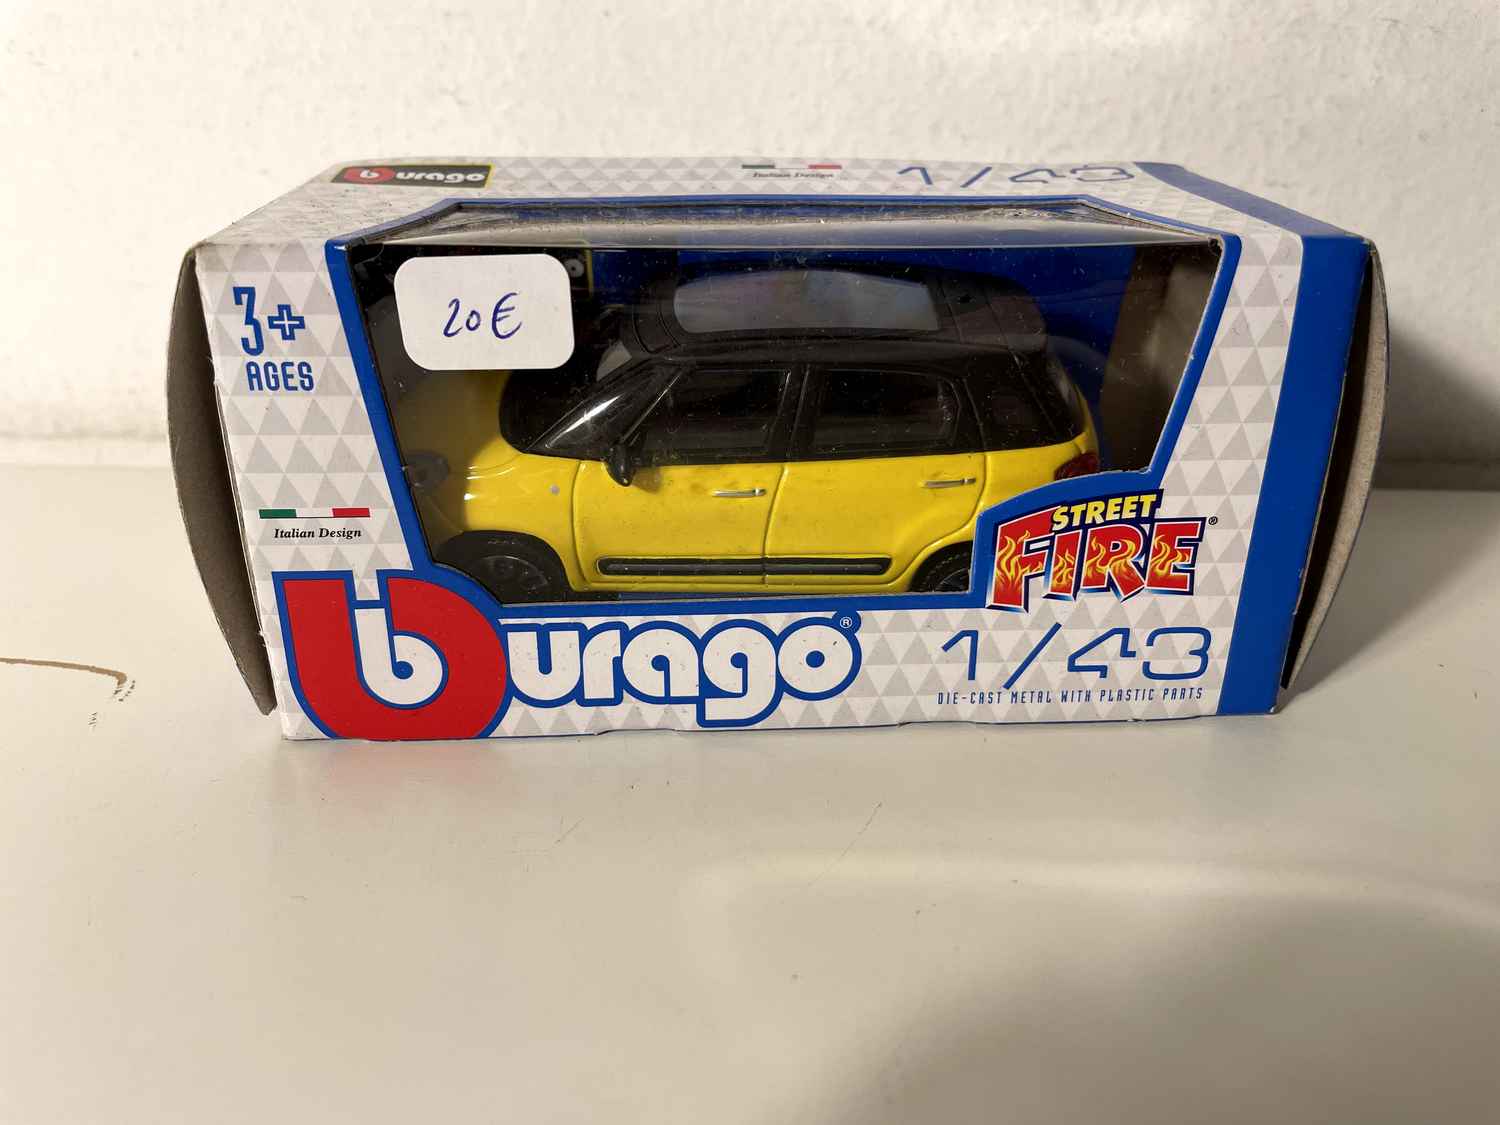 burago
Italian Design
1/43
20€
3+
AGES
Italian Design
STREET
FIRE®
burago®
1/43
DIE-CAST METAL WITH PLASTIC PARTS